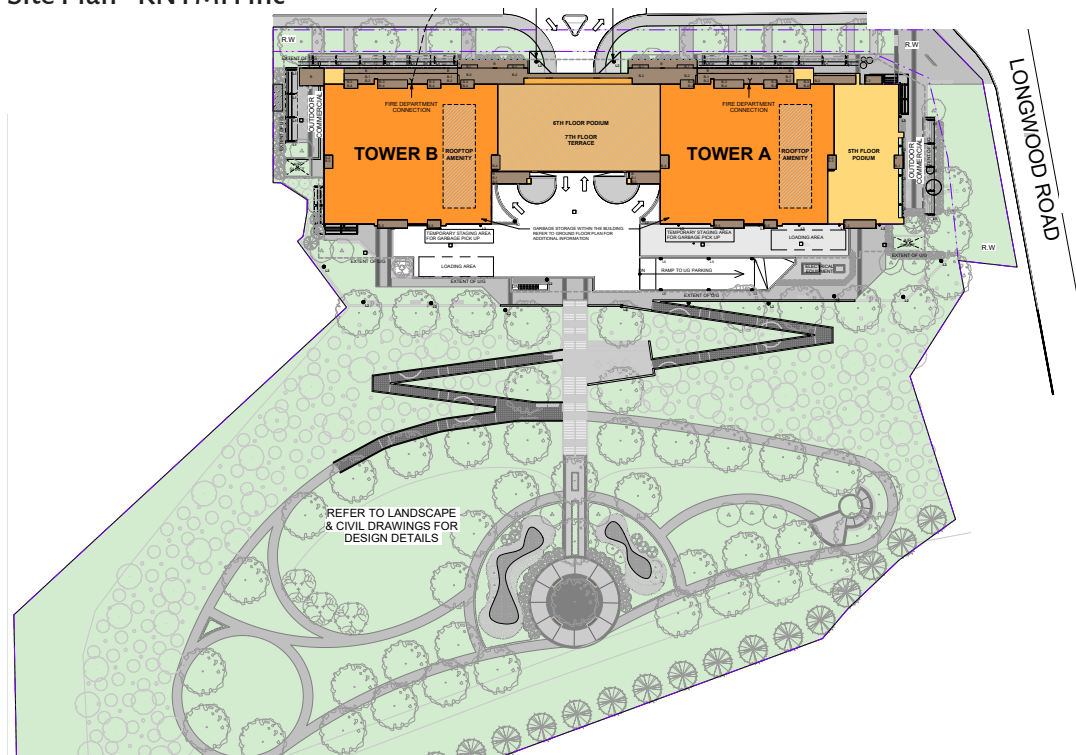 R.W
R.W
EXTENT OF U/G
FIRE DEPARTMENT
CONNECTION
6TH FLOOR PODIUM
7TH FLOOR
TERRACE
FIRE DEPARTMENT
CONNECTION
OUTDOOR
COMMERCIAL
TOWER B
ROOFTOP
AMENITY
TOWER A
ROOFTOP
AMENITY
5TH FLOOR
PODIUM
OUTDOOR
COMMERCIAL
LONGWOOD ROAD
TEMPORARY STAGING AREA
FOR GARBAGE PICK UP
GARBAGE STORAGE WITHIN THE BUILDING.
REFER TO GROUND FLOOR PLAN FOR
ADDITIONAL INFORMATION
TEMPORARY STAGING AREA
FOR GARBAGE PICK UP
LOADING AREA
R.W
EXTENT OF U/G
EXTENT OF U/G
LOADING AREA
RAMP TO U/G PARKING
ELECTRICAL
EQUIPMENT
EXTENT OF U/G
EXTENT OF U/G
REFER TO LANDSCAPE
& CIVIL DRAWINGS FOR
DESIGN DETAILS